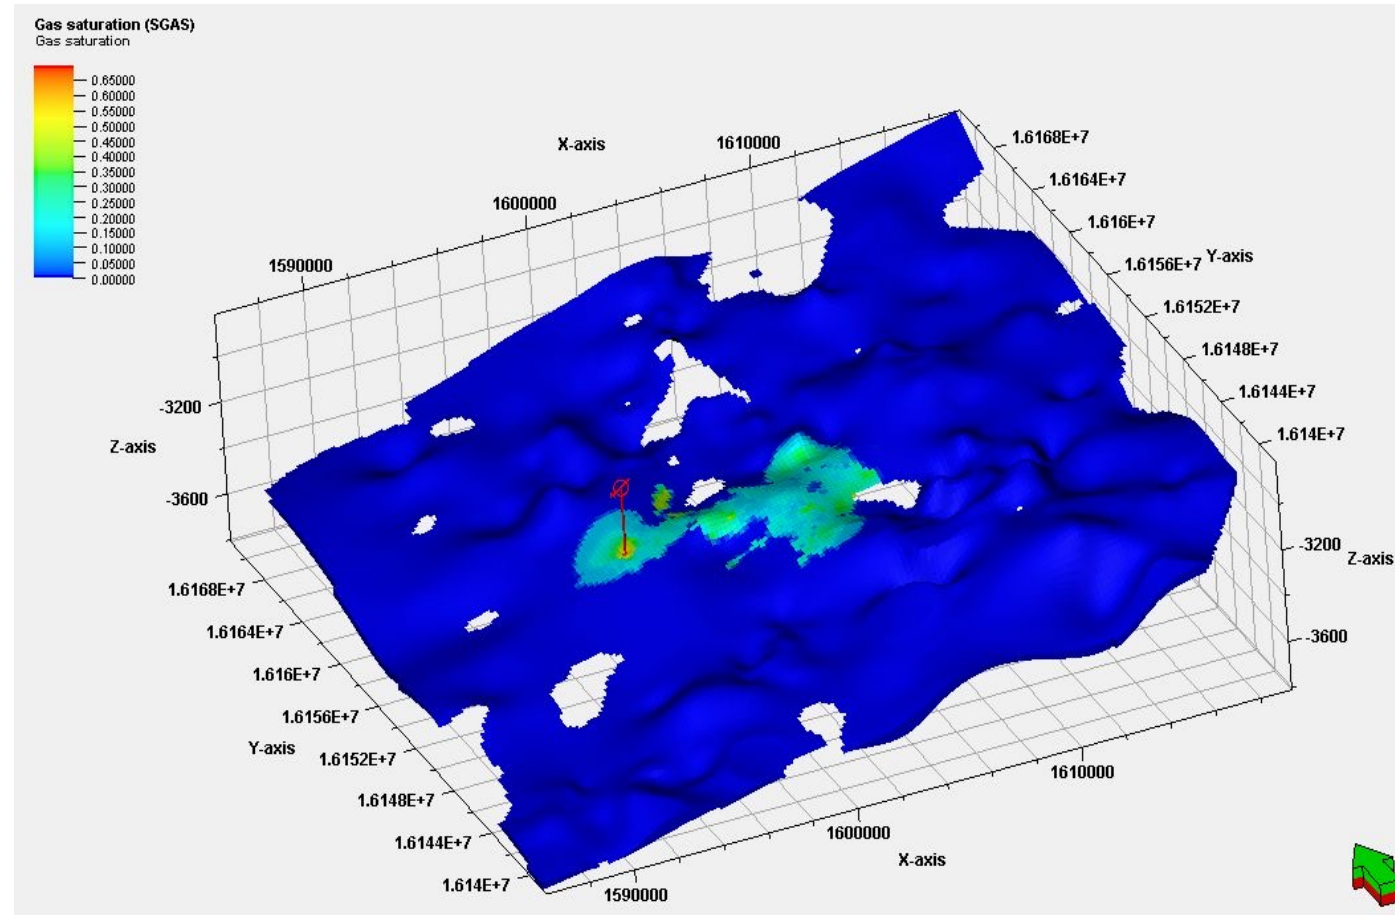 Gas saturation (SGAS)
Gas saturation
0.65000
0.60000
0.55000
0.50000
0.45000
0.40000
0.35000
0.30000
0.25000
0.20000
0.15000
0.10000
0.05000
0.00000
X-axis
1590000
1600000
1610000
1.6168E+7
1.6164E+7
1.616E+7
1.6156E+7
Y-axis
1.6152E+7
1.6148E+7
1.6144E+7
1.614E+7
-3200
Z-axis
-3600
1.6168E+7
1.6164E+7
1.616E+7
1.6156E+7
Y-axis
1.6152E+7
1.6148E+7
1.6144E+7
1.614E+7
-3200
Z-axis
-3600
1590000
1600000
1610000
X-axis